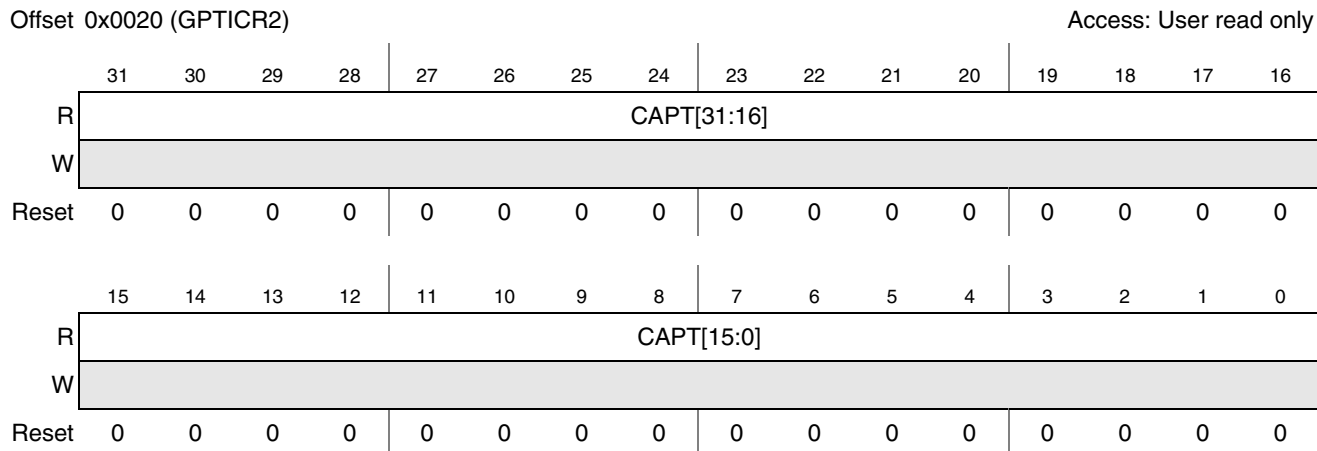 Offset 0x0020 (GPTICR2) Access: User read only
31 30 29 28 27 26 25 24 23 22 21 20 19 18 17 16
R CAPT[31:16]
W
Reset 0 0 0 0 0 0 0 0 0 0 0 0 0 0 0 0
15 14 13 12 11 10 9 8 7 6 5 4 3 2 1 0
R CAPT[15:0]
W
Reset 0 0 0 0 0 0 0 0 0 0 0 0 0 0 0 0